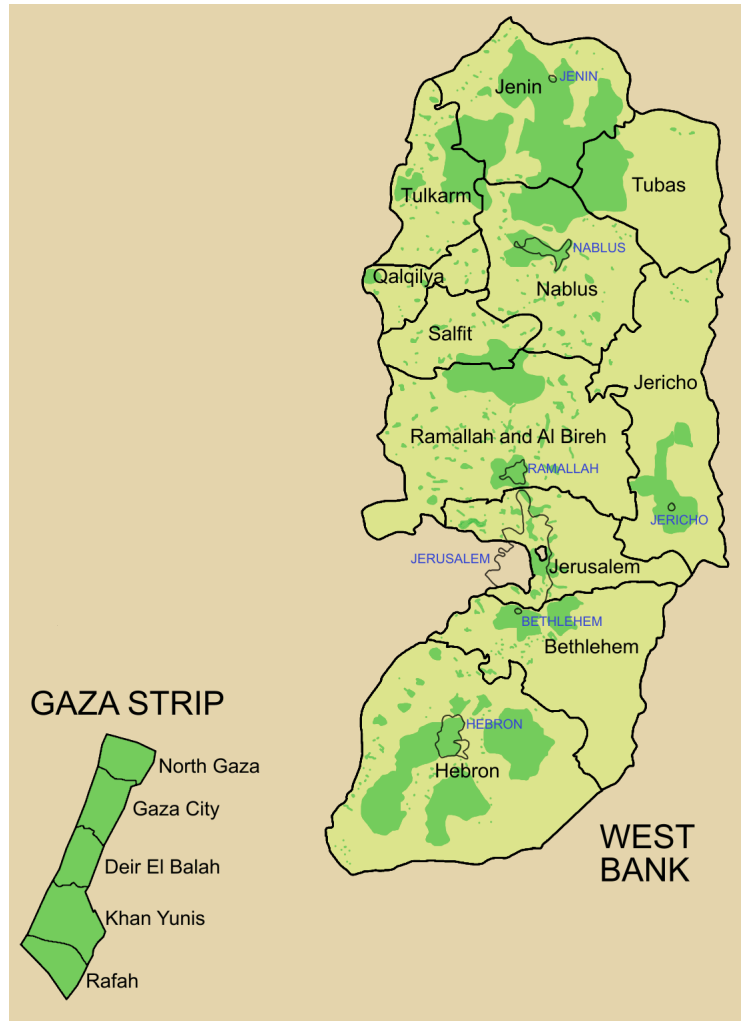 JENIN
Jenin
Tubas
Tulkarm
NABLUS
Qalqilya
Nablus
Salfit
Jericho
Ramallah and Al Bireh
RAMALLAH
JERICHO
JERUSALEM
Jerusalem
BETHLEHEM
Bethlehem
GAZA STRIP
HEBRON
Hebron
North Gaza
Gaza City
WEST
BANK
Deir El Balah
Khan Yunis
Rafah